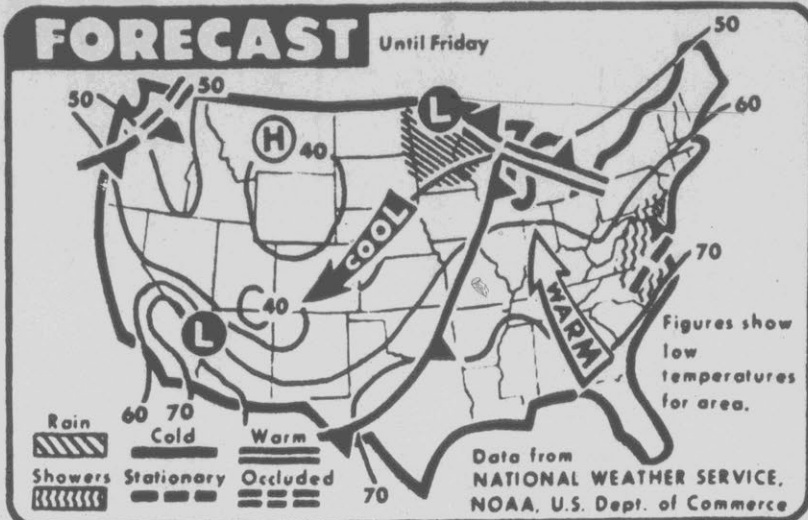 FORECAST Until Friday
50
50
50
60
H 40
L
COOL
40
L
WARM
70
Figures show
low
temperatures
for area.
60 70
70
Rain Cold Warm
Showers Stationary Occluded
Data from
NATIONAL WEATHER SERVICE,
NOAA, U.S. Dept. of Commerce